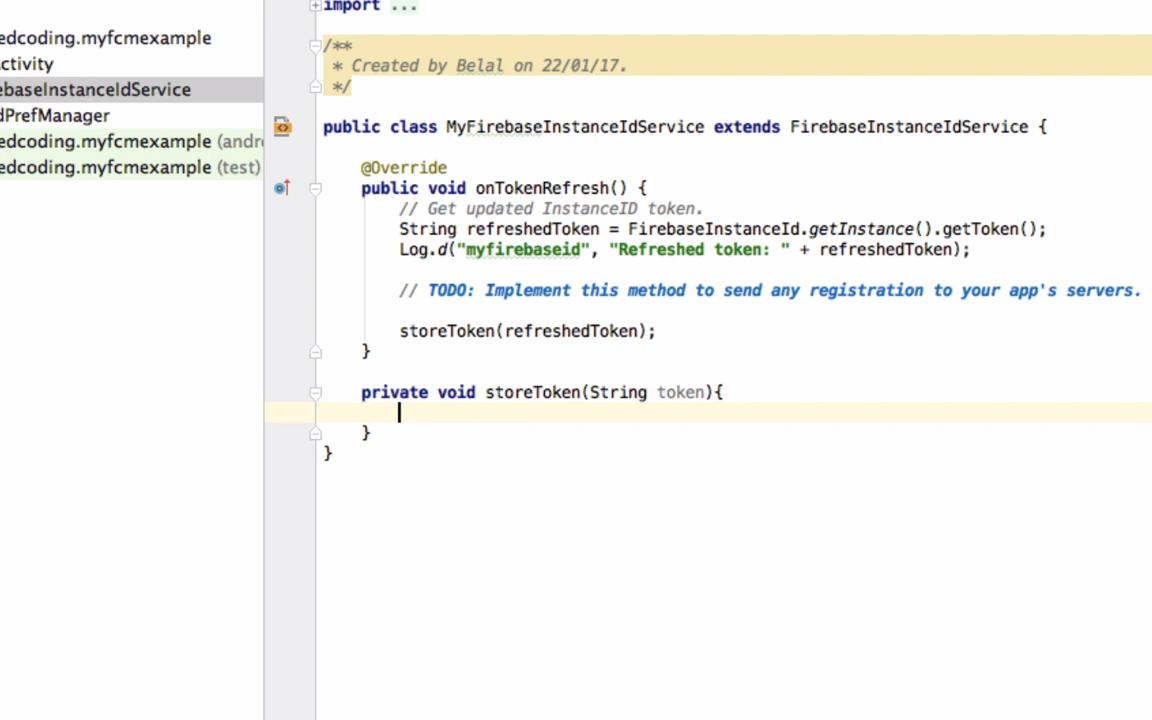 import ...
edcoding.myfcmexample
ctivity
ebaseInstanceIdService
dPrefManager
edcoding.myfcmexample (andr
edcoding.myfcmexample (test)
/**
* Created by Belal on 22/01/17.
*/
public class MyFirebaseInstanceIdService extends FirebaseInstanceIdService {
@Override
public void onTokenRefresh() {
// Get updated InstanceID token.
String refreshedToken = FirebaseInstanceId.getInstance().getToken();
Log.d("myfirebaseid", "Refreshed token: " + refreshedToken);
// TODO: Implement this method to send any registration to your app's servers.
storeToken(refreshedToken);
}
private void storeToken(String token){
}
}